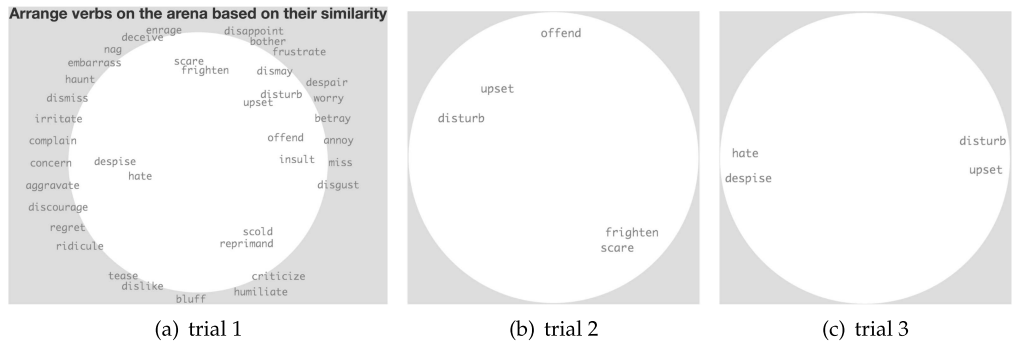 Arrange verbs on the arena based on their similarity
enrage
disappoint
deceive
bother
nag
frustrate
embarrass
scare
frighten
dismay
haunt
despair
dismiss
disturb
worry
upset
irritate
betray
complain
offend
annoy
concern
despise
insult
miss
hate
aggravate
disgust
discourage
regret
scold
ridicule
reprimand
tease
criticize
dislike
humiliate
bluff
(a) trial 1
offend
upset
disturb
frighten
scare
(b) trial 2
hate
disturb
despise
upset
(c) trial 3